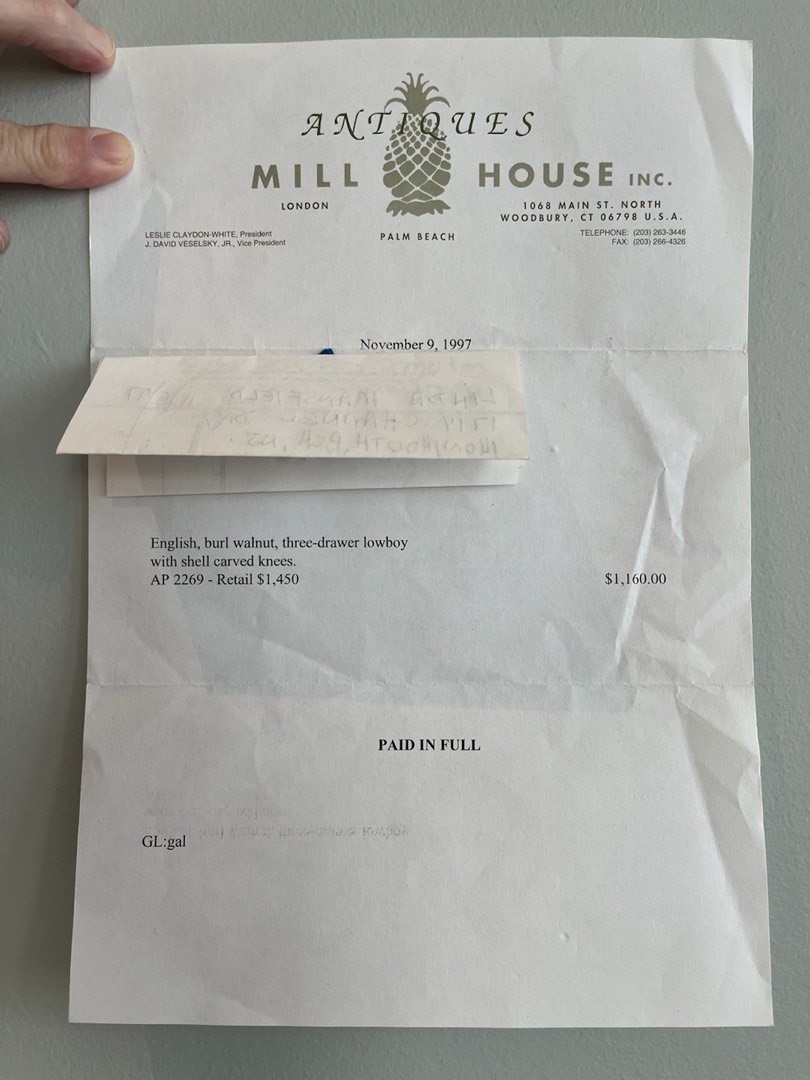 ANTIQUES
MILL HOUSE INC.
LONDON
PALM BEACH
1068 MAIN ST. NORTH
WOODBURY, CT 06798 U.S.A.
LESLIE CLAYDON-WHITE, President
J. DAVID VESELSKY, JR., Vice President
TELEPHONE: (203) 263-3446
FAX: (203) 266-4326
November 9, 1997
English, burl walnut, three-drawer lowboy
with shell carved knees.
AP 2269 - Retail $1,450 $1,160.00
PAID IN FULL
GL:gal